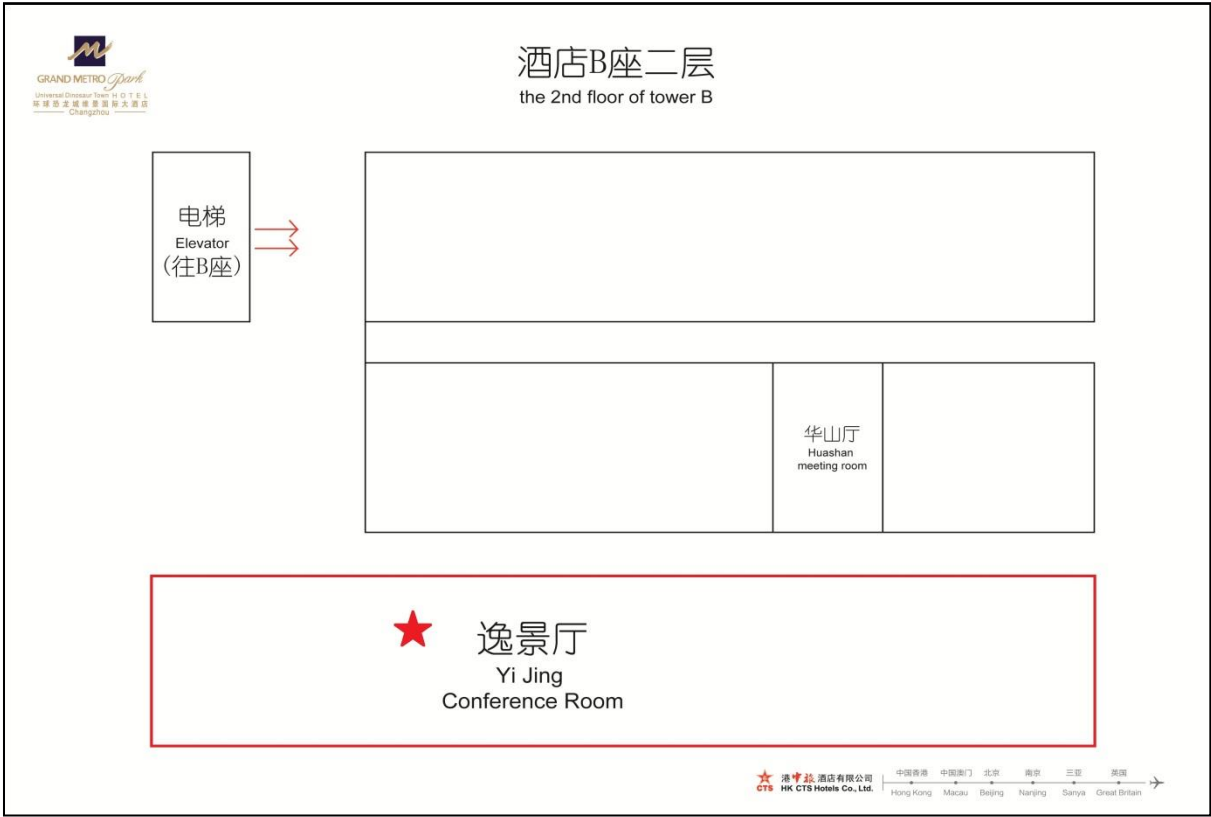 GRAND METRO Park
Universal Dinosaur Town HOTEL
环球恐龙城维景国际大酒店
Changzhou
酒店B座二层
the 2nd floor of tower B
电梯
Elevator
(往B座)
华山厅
Huashan
meeting room
逸景厅
Yi Jing
Conference Room
CTS
港中旅酒店有限公司
HK CTS Hotels Co., Ltd.
中国香港 中国澳门 北京 南京 三亚 英国
Hong Kong Macau Beijing Nanjing Sanya Great Britain